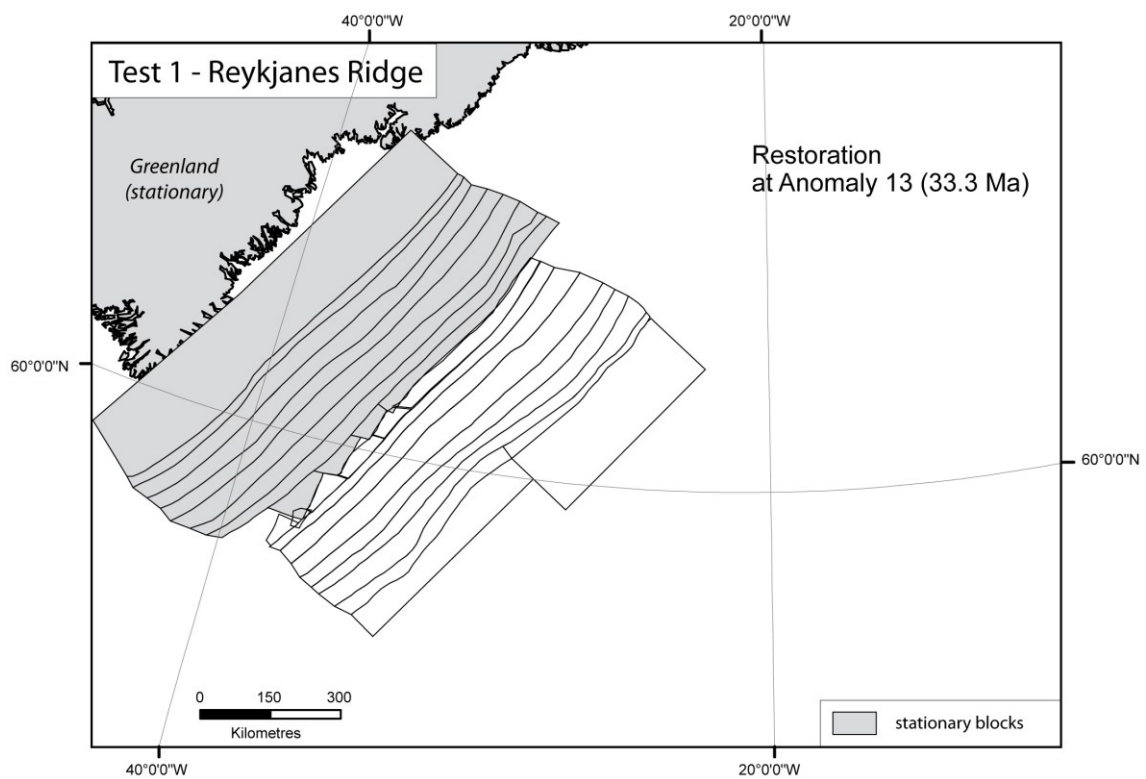 40°0'0"W
20°0'0"W
Test 1 - Reykjanes Ridge
Greenland
(stationary)
Restoration
at Anomaly 13 (33.3 Ma)
60°0'0"N
60°0'0"N
0 150 300
Kilometres
stationary blocks
40°0'0"W
20°0'0"W